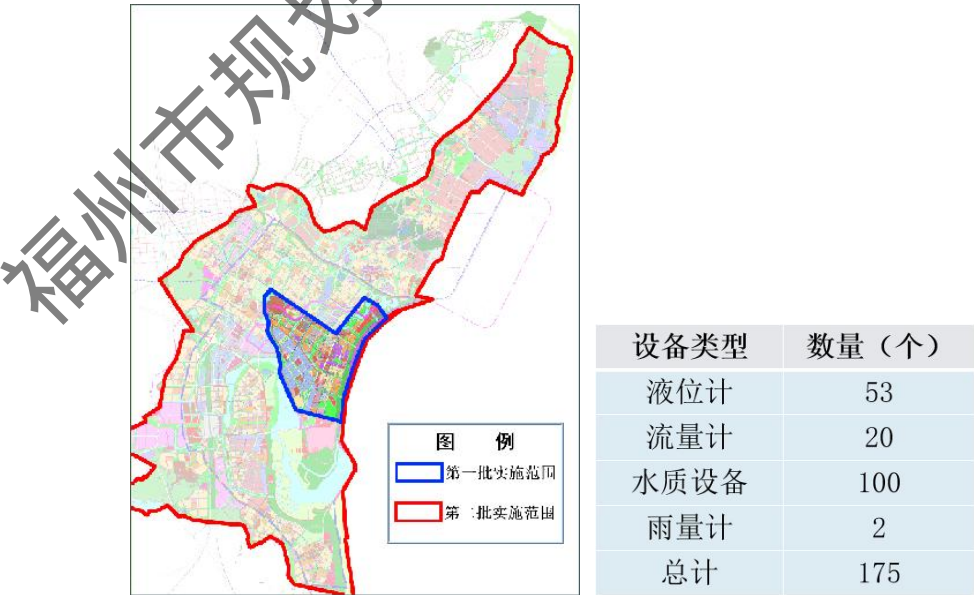 福州市规划
图 例
第一批实施范围
第二批实施范围
设备类型 数量（个）
液位计 53
流量计 20
水质设备 100
雨量计 2
总计 175